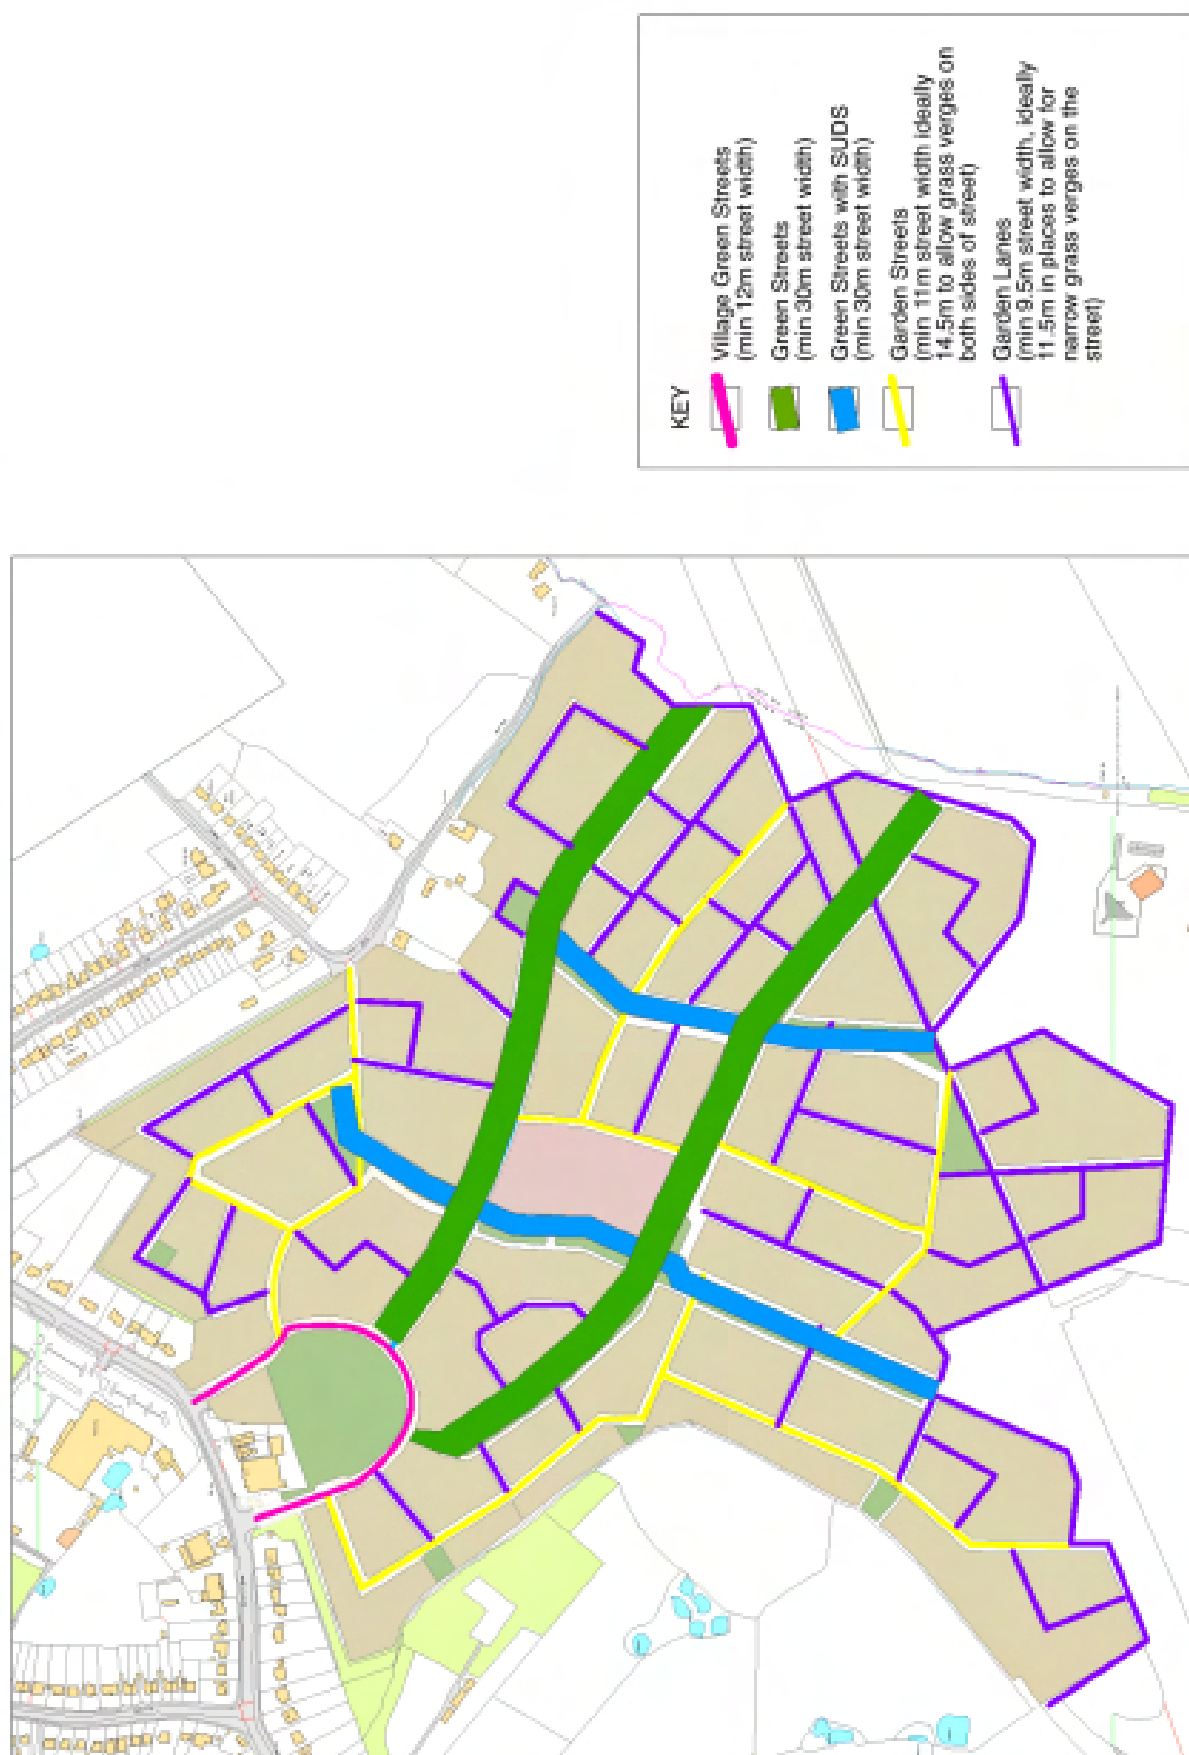 KEY
Village Green Streets
(min 12m street width)
Green Streets
(min 30m street width)
Green Streets with SUDS
(min 30m street width)
Garden Streets
(min 11m street width ideally
14.5m to allow grass verges on
both sides of street)
Garden Lanes
(min 9.5m street width, ideally
11.5m in places to allow for
narrow grass verges on the
street)